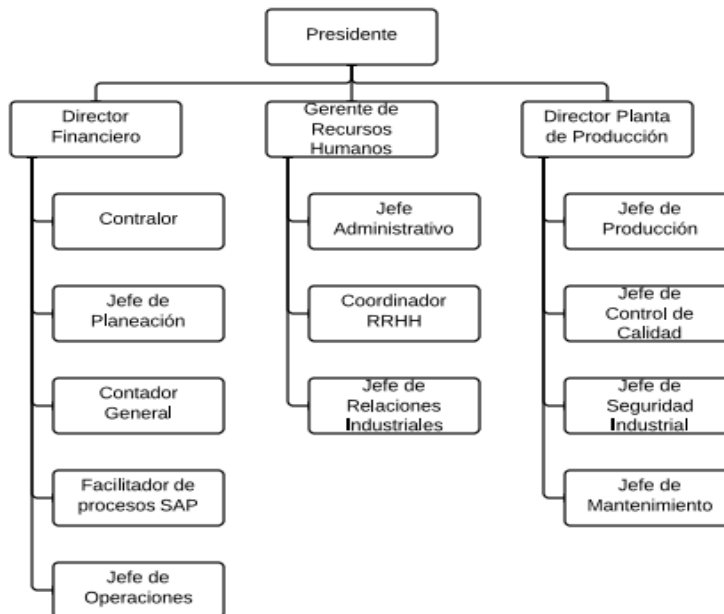 Presidente
Director
Financiero
Gerente de
Recursos
Humanos
Director Planta
de Producción
Contralor
Jefe
Administrativo
Jefe de
Producción
Jefe de
Planeación
Coordinador
RRHH
Jefe de
Control de
Calidad
Contador
General
Jefe de
Relaciones
Industriales
Jefe de
Seguridad
Industrial
Facilitador de
procesos SAP
Jefe de
Mantenimiento
Jefe de
Operaciones